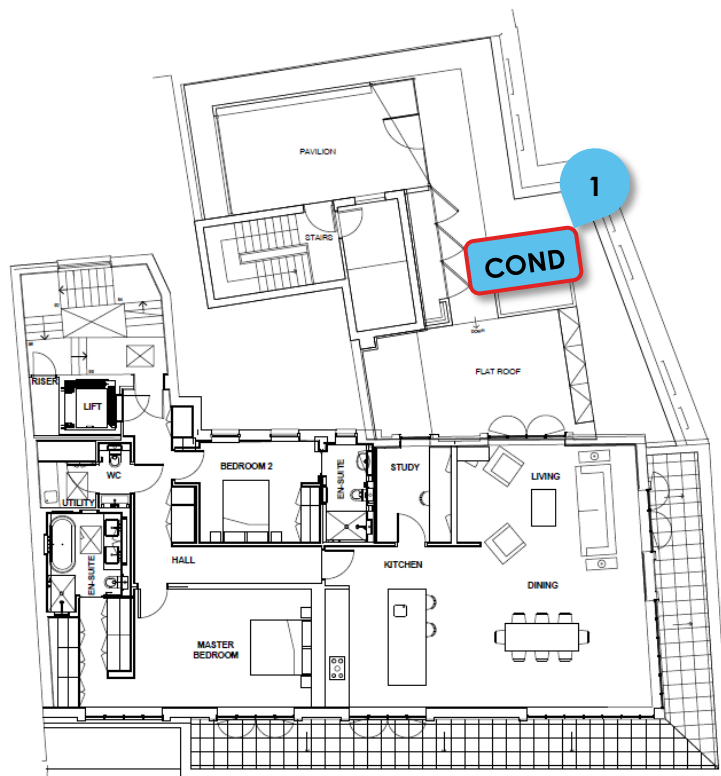 PAVILION
1
STAIRS
COND
DOWN
FLAT ROOF
RISER
LIFT
WC
BEDROOM 2
EN-SUITE
STUDY
LIVING
UTILITY
HALL
EN-SUITE
KITCHEN
DINING
MASTER
BEDROOM